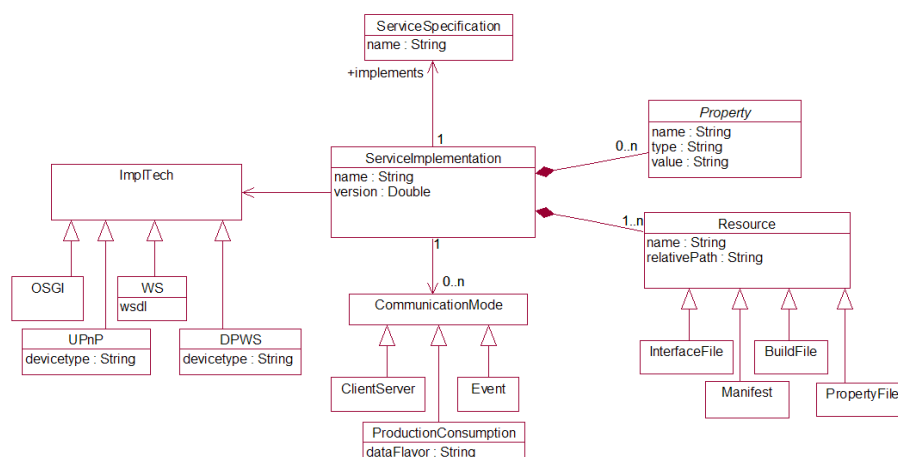 ServiceSpecification
name : String
+implements
1
Property
name : String
type : String
value : String
0..n
ServiceImplementation
name : String
version : Double
ImplTech
1..n
Resource
name : String
relativePath : String
1
0..n
OSGI
WS
wsdl
CommunicationMode
UPnP
devicetype : String
DPWS
devicetype : String
InterfaceFile
BuildFile
ClientServer
Event
Manifest
PropertyFile
ProductionConsumption
dataFlavor : String